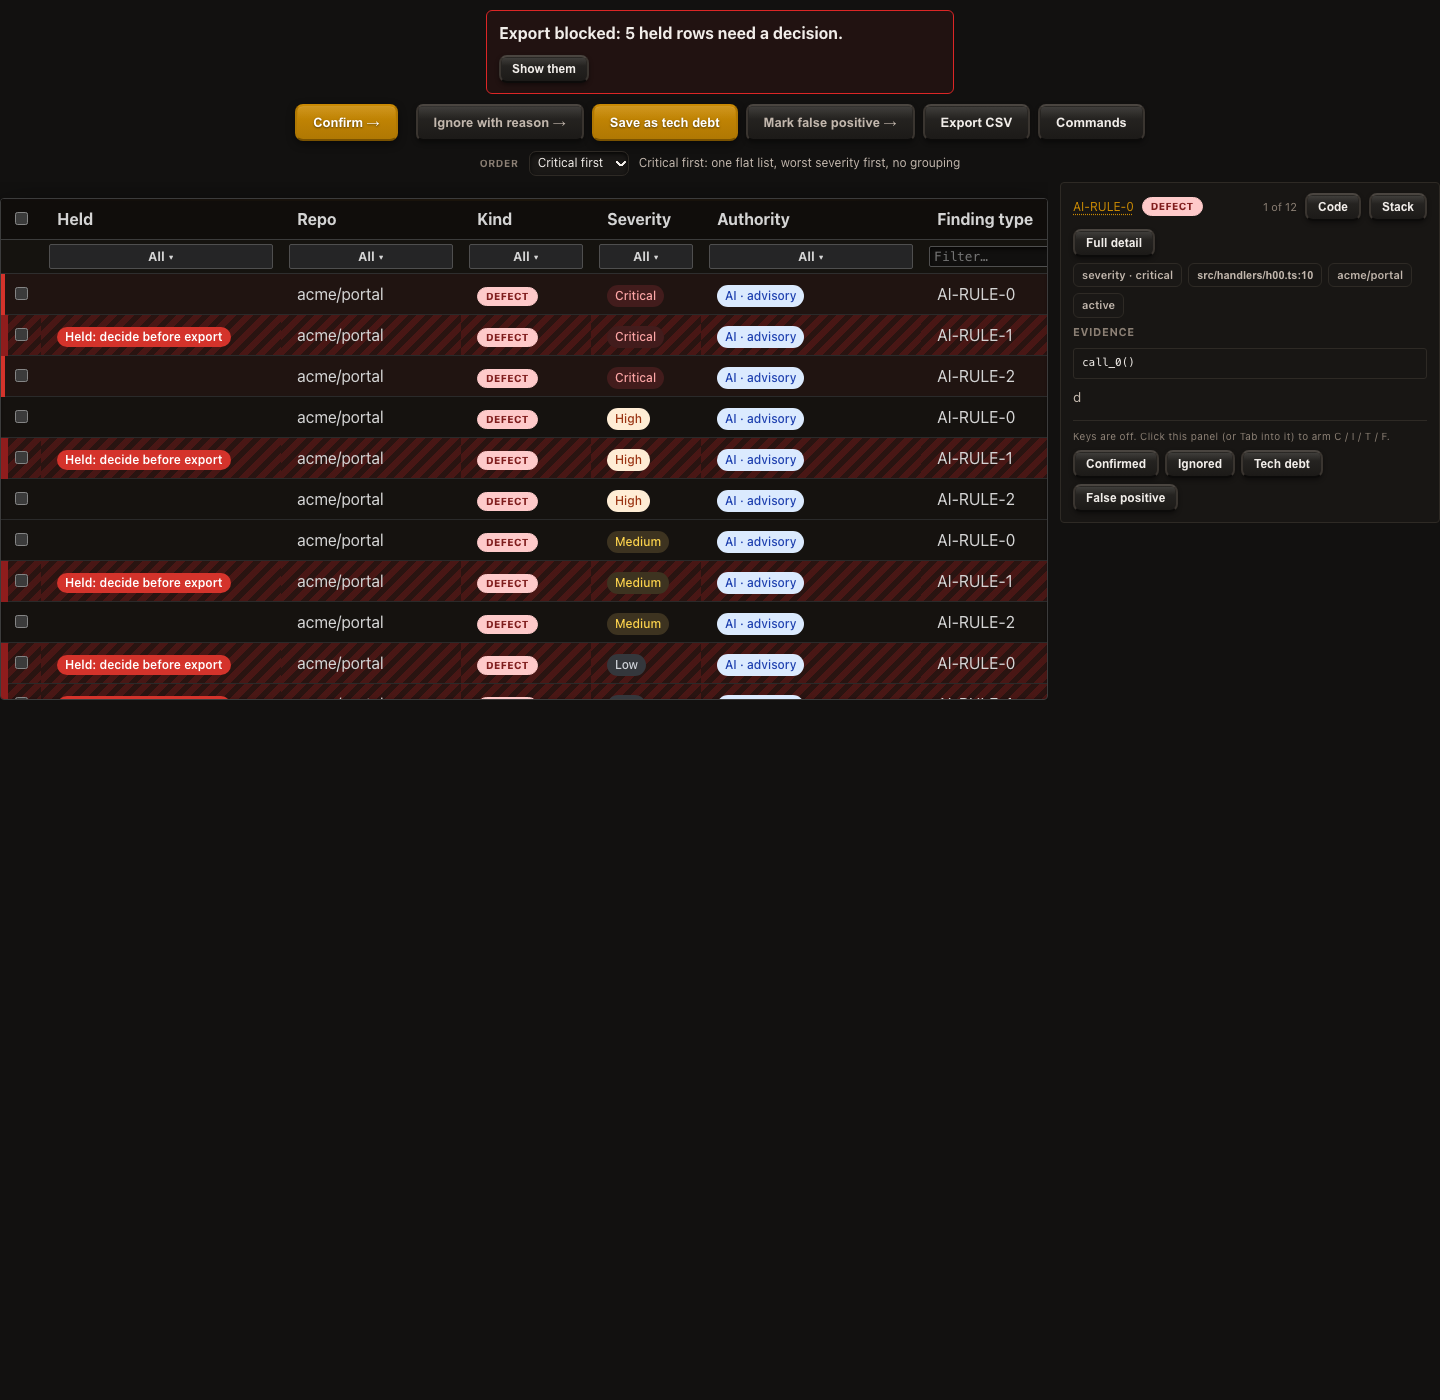 Export blocked: 5 held rows need a decision.
Show them
Confirm → Ignore with reason → Save as tech debt Mark false positive → Export CSV Commands
ORDER Critical first Critical first: one flat list, worst severity first, no grouping
Held Repo Kind Severity Authority Finding type
All ▾ All ▾ All ▾ All ▾ All ▾ Filter…
acme/portal DEFECT Critical AI · advisory AI-RULE-0
Held: decide before export acme/portal DEFECT Critical AI · advisory AI-RULE-1
acme/portal DEFECT Critical AI · advisory AI-RULE-2
acme/portal DEFECT High AI · advisory AI-RULE-0
Held: decide before export acme/portal DEFECT High AI · advisory AI-RULE-1
acme/portal DEFECT High AI · advisory AI-RULE-2
acme/portal DEFECT Medium AI · advisory AI-RULE-0
Held: decide before export acme/portal DEFECT Medium AI · advisory AI-RULE-1
acme/portal DEFECT Medium AI · advisory AI-RULE-2
Held: decide before export acme/portal DEFECT Low AI · advisory AI-RULE-0
AI-RULE-0 DEFECT 1 of 12 Code Stack
Full detail
severity · critical src/handlers/h00.ts:10 acme/portal
active
EVIDENCE
call_0()
d
Keys are off. Click this panel (or Tab into it) to arm C / I / T / F.
Confirmed Ignored Tech debt
False positive